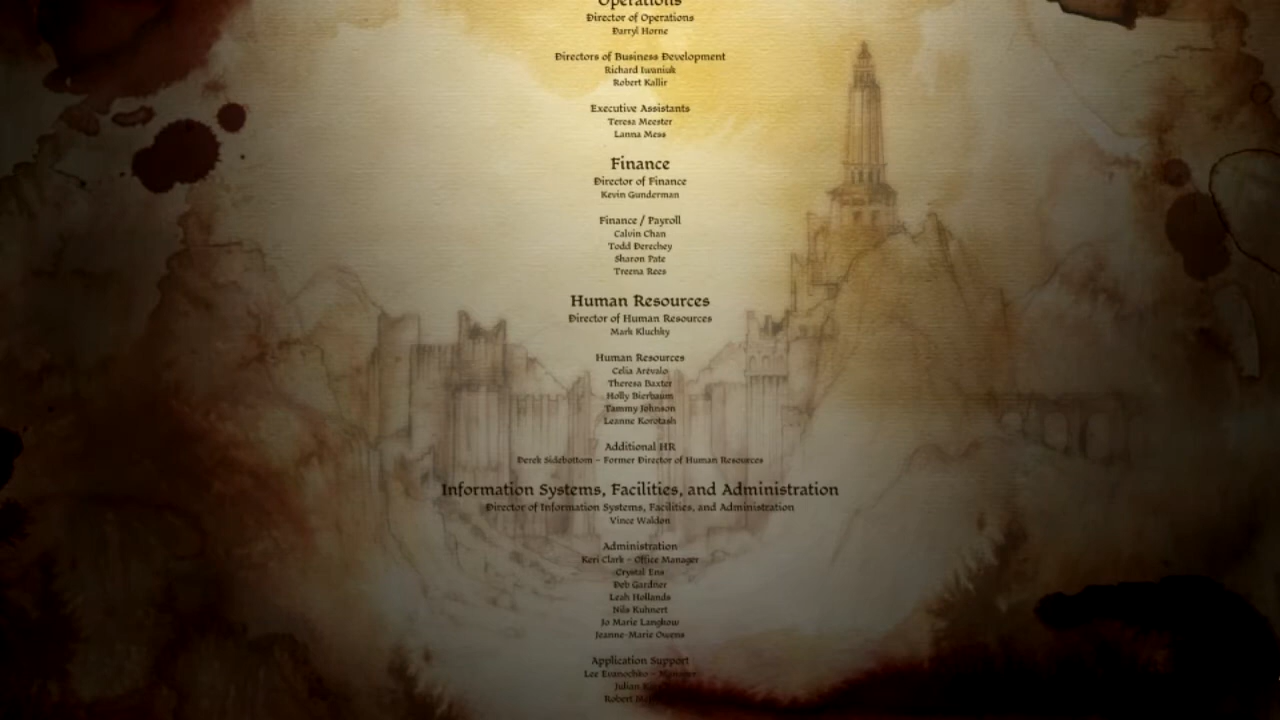 Operations
Director of Operations
Darryl Horne
Directors of Business Development
Richard Iwaniuk
Robert Kallir
Executive Assistants
Teresa Meester
Lanna Mess
Finance
Director of Finance
Kevin Gunderman
Finance / Payroll
Calvin Chan
Todd Derechey
Sharon Pate
Treena Rees
Human Resources
Director of Human Resources
Mark Kluchky
Human Resources
Celia Arévalo
Theresa Baxter
Holly Bierbaum
Tammy Johnson
Leanne Korotash
Additional HR
Derek Sidebottom – Former Director of Human Resources
Information Systems, Facilities, and Administration
Director of Information Systems, Facilities, and Administration
Vince Waldon
Administration
Keri Clark – Office Manager
Crystal Ens
Deb Gardner
Leah Hollands
Nils Kuhnert
Jo Marie Langkow
Jeanne-Marie Owens
Application Support
Lee Evanochko – Manager
Julian
Robert